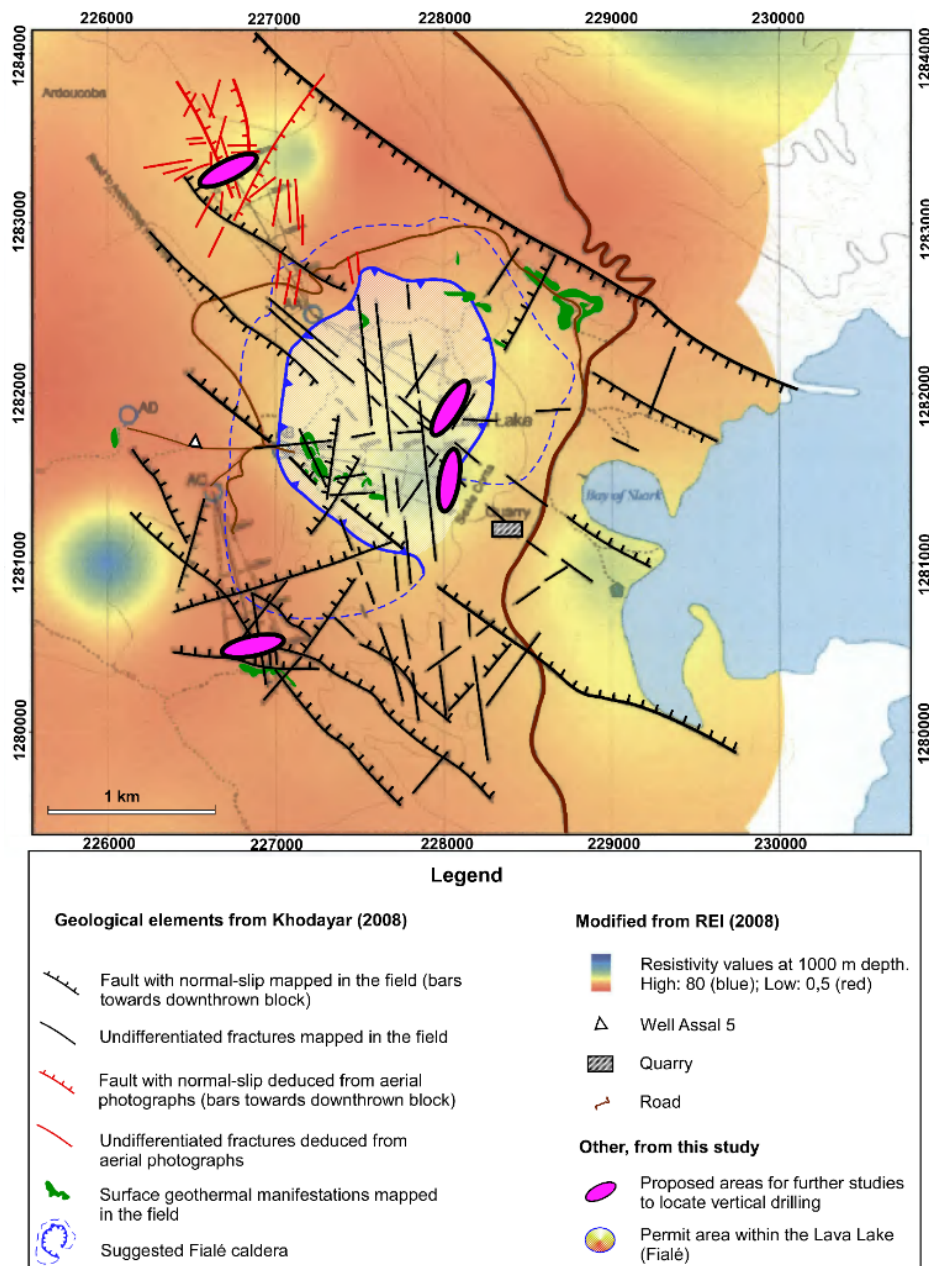 226000 227000 228000 229000 230000
1284000
1284000
Ardoucoba
1283000
1283000
1282000
1282000
AD
Lake
AC
Bay of Shark
Quarry
1281000
1281000
1280000
1280000
1 km
226000 227000 228000 229000 230000
Legend
Geological elements from Khodayar (2008)
Fault with normal-slip mapped in the field (bars
towards downthrown block)
Undifferentiated fractures mapped in the field
Fault with normal-slip deduced from aerial
photographs (bars towards downthrown block)
Undifferentiated fractures deduced from
aerial photographs
Surface geothermal manifestations mapped
in the field
Suggested Fialé caldera
Modified from REI (2008)
Resistivity values at 1000 m depth.
High: 80 (blue); Low: 0,5 (red)
Well Assal 5
Quarry
Road
Other, from this study
Proposed areas for further studies
to locate vertical drilling
Permit area within the Lava Lake
(Fialé)